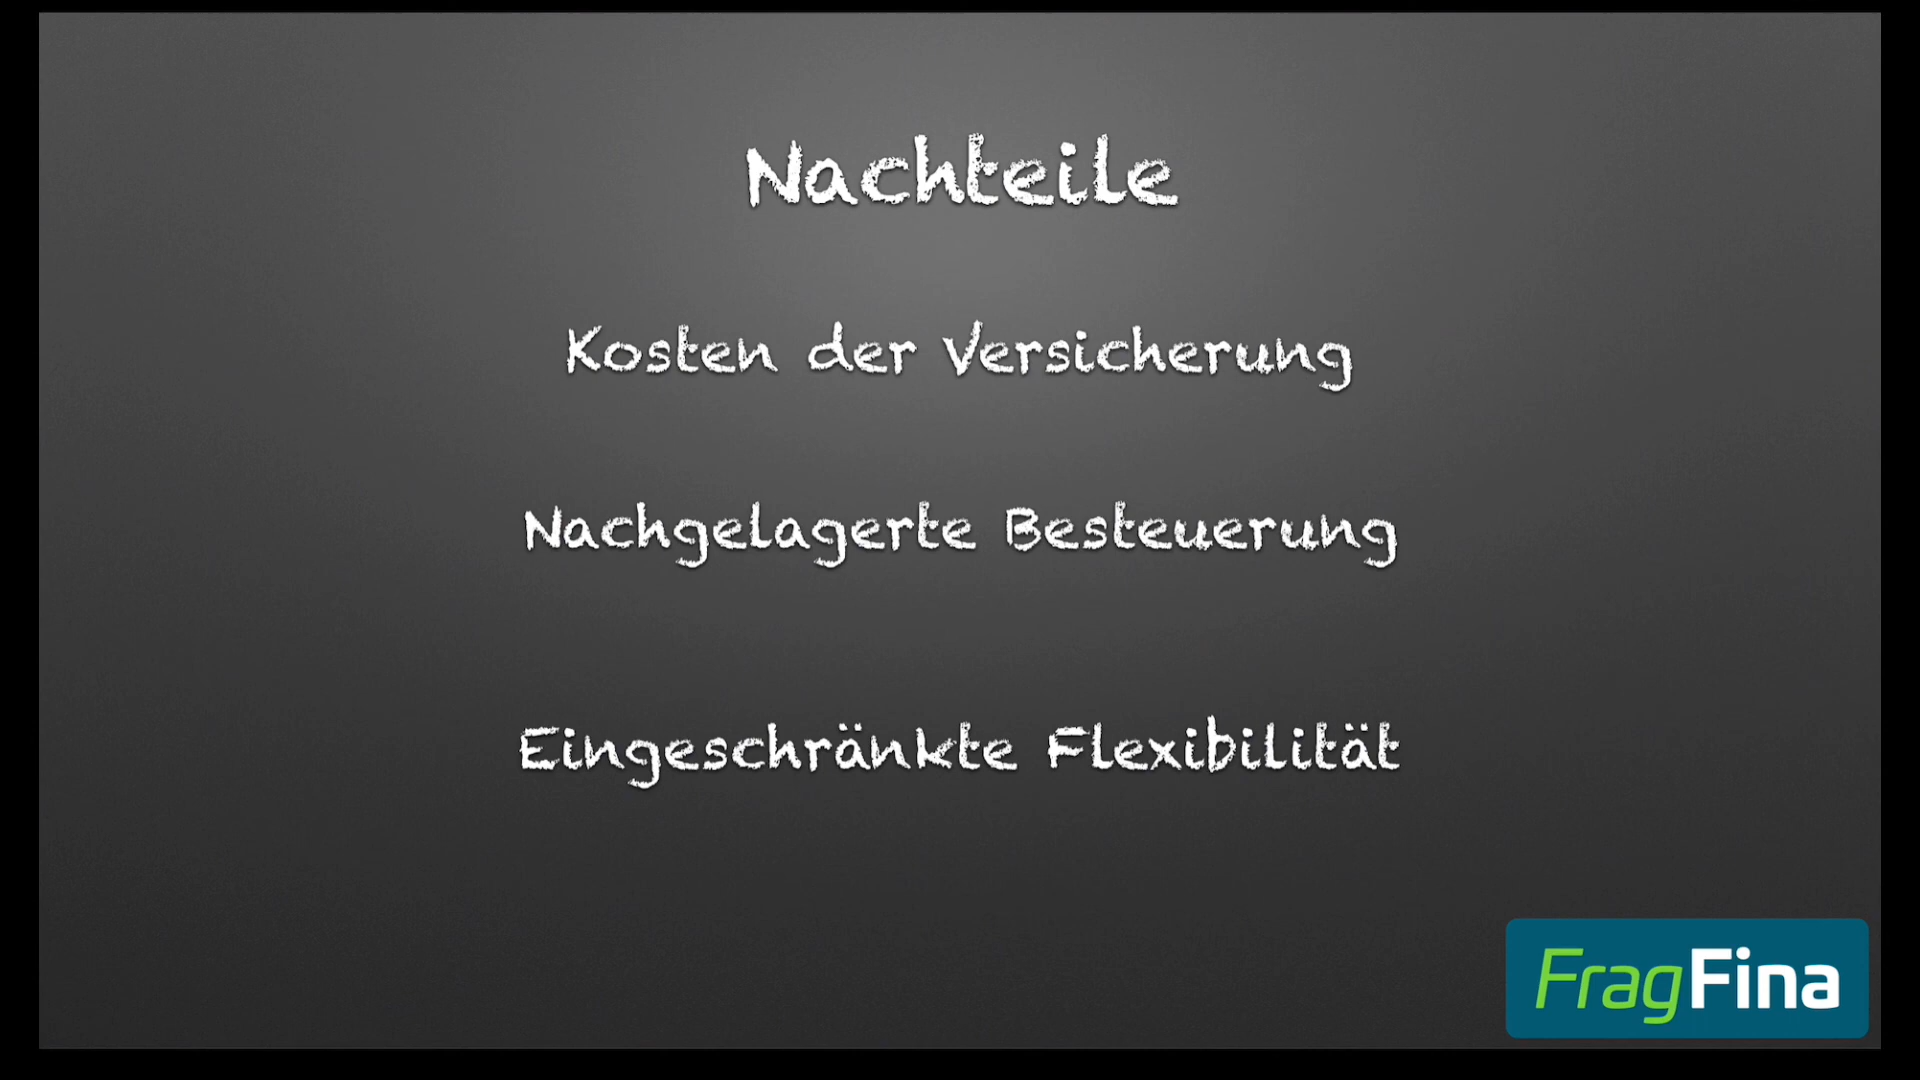 Nachteile
Kosten der Versicherung
Nachgelagerte Besteuerung
Eingeschränkte Flexibilität
FragFina